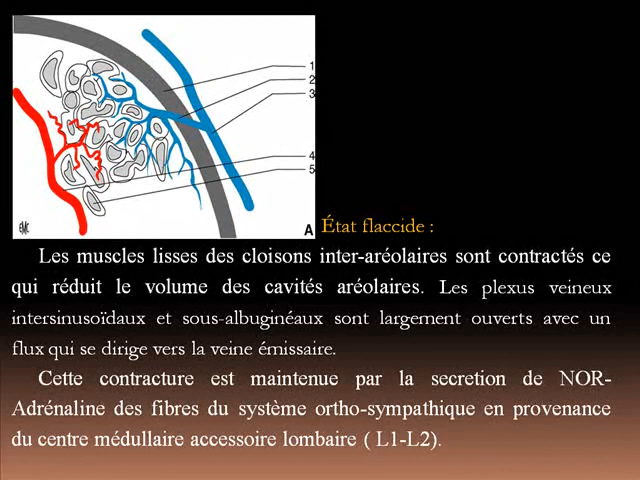 1
2
3
4
5
EMC
A
État flaccide :
Les muscles lisses des cloisons inter-aréolaires sont contractés ce
qui réduit le volume des cavités aréolaires. Les plexus veineux
intersinusoïdaux et sous-albuginéaux sont largement ouverts avec un
flux qui se dirige vers la veine émissaire.
Cette contracture est maintenue par la secretion de NOR-
Adrénaline des fibres du système ortho-sympathique en provenance
du centre médullaire accessoire lombaire ( L1-L2).